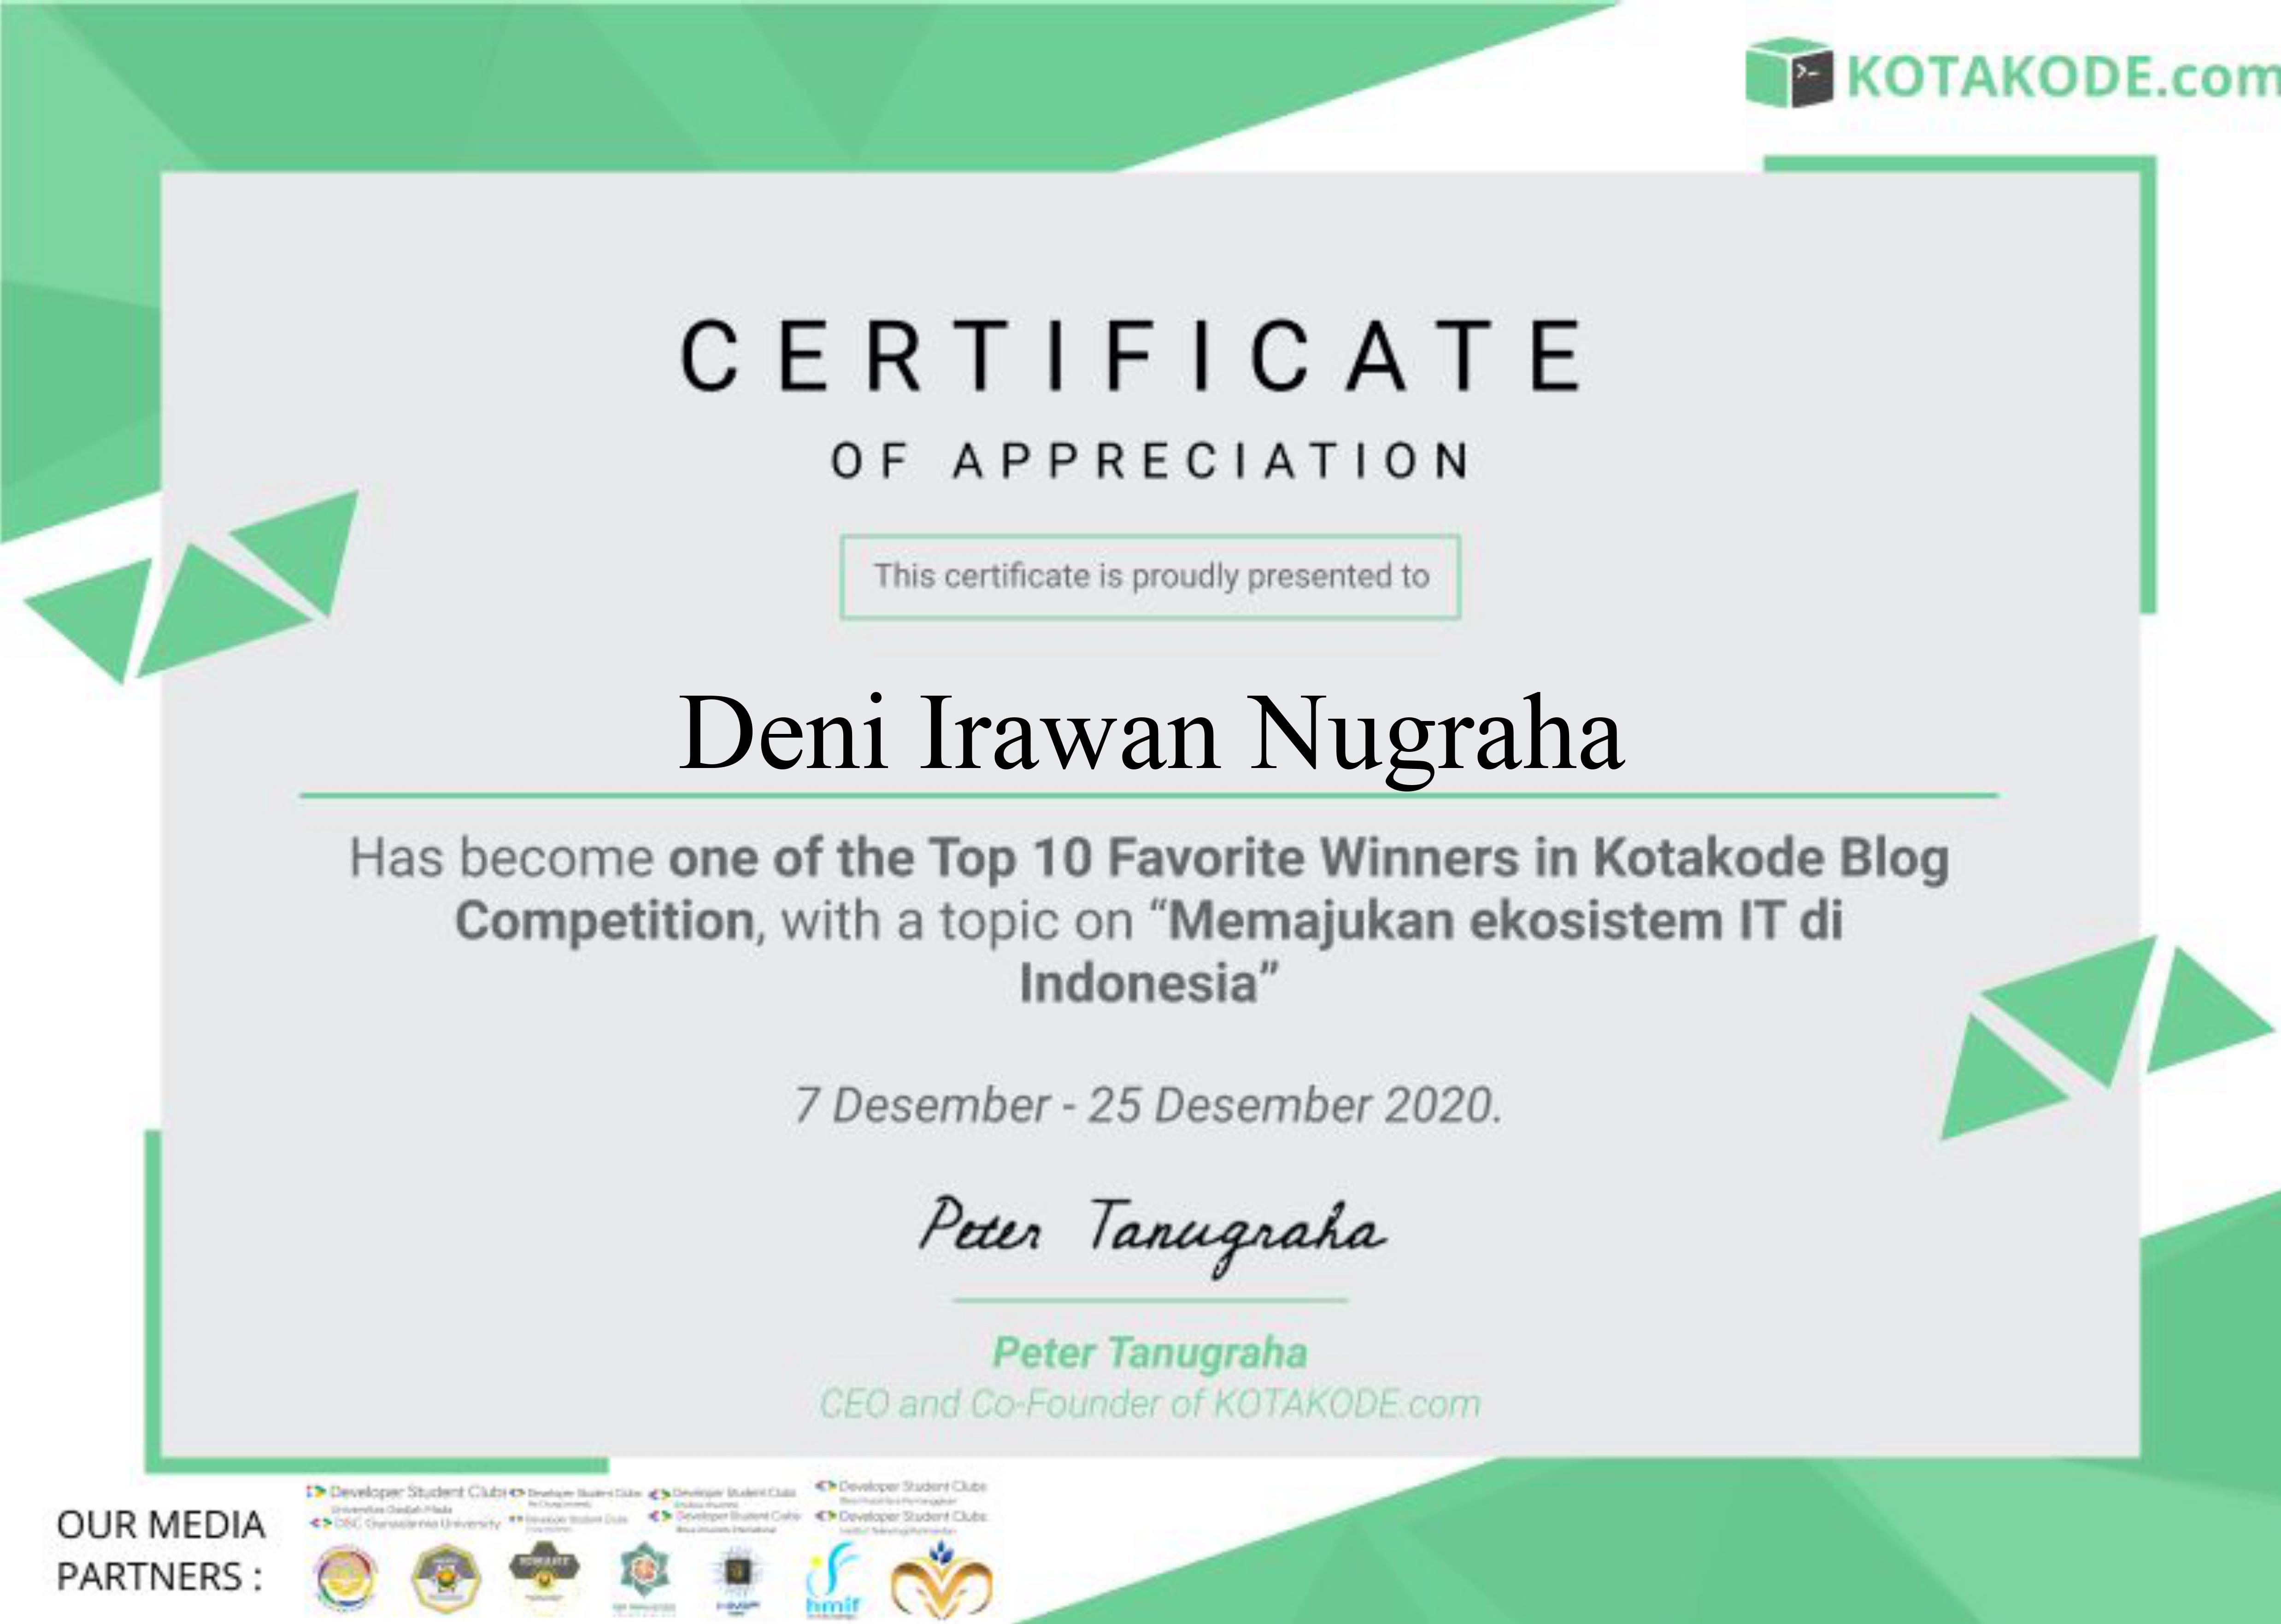 KOTAKODE.com
CERTIFICATE
OF APPRECIATION
This certificate is proudly presented to
Deni Irawan Nugraha
Has become one of the Top 10 Favorite Winners in Kotakode Blog
Competition, with a topic on “Memajukan ekosistem IT di
Indonesia”
7 Desember - 25 Desember 2020.
Peter Tanugraha
Peter Tanugraha
CEO and Co-Founder of KOTAKODE.com
OUR MEDIA
PARTNERS :
Developer Student Clubs Developer Student Clubs Developer Student Clubs Developer Student Clubs
Universitas Gadjah Mada
DSC Gunadarma University Developer Student Clubs Developer Student Clubs Developer Student Clubs
hmif